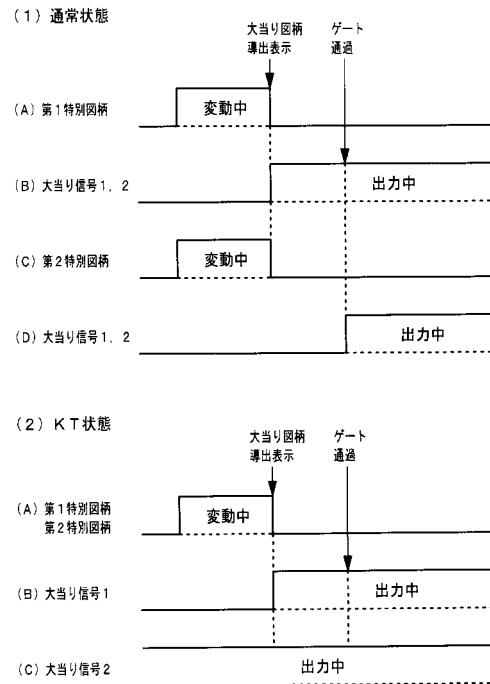 (1) 通常状態
大当り図柄 ゲート
導出表示 通過
(A) 第1特別図柄 変動中
(B) 大当り信号1, 2 出力中
(C) 第2特別図柄 変動中
(D) 大当り信号1, 2 出力中
(2) KT状態
大当り図柄 ゲート
導出表示 通過
(A) 第1特別図柄
第2特別図柄 変動中
(B) 大当り信号1 出力中
(C) 大当り信号2 出力中